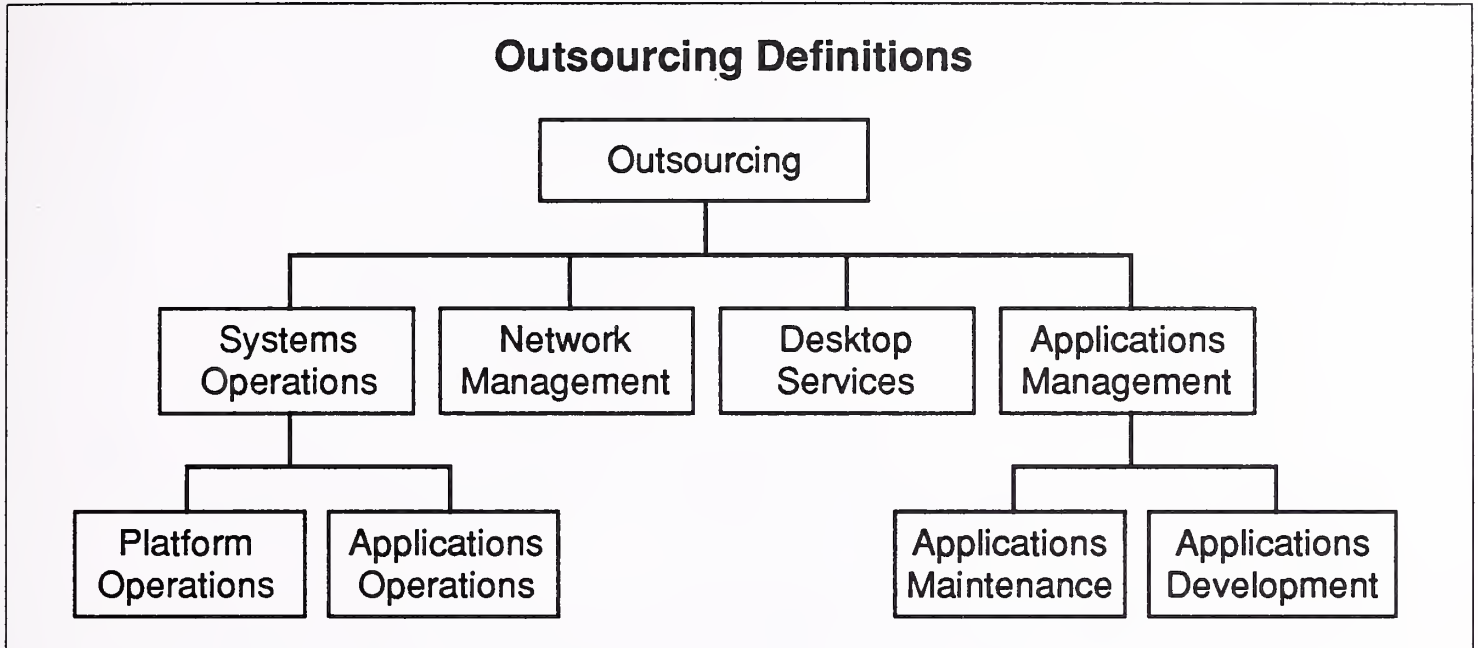 Outsourcing Definitions
Outsourcing
Systems
Operations
Network
Management
Desktop
Services
Applications
Management
Platform
Operations
Applications
Operations
Applications
Maintenance
Applications
Development